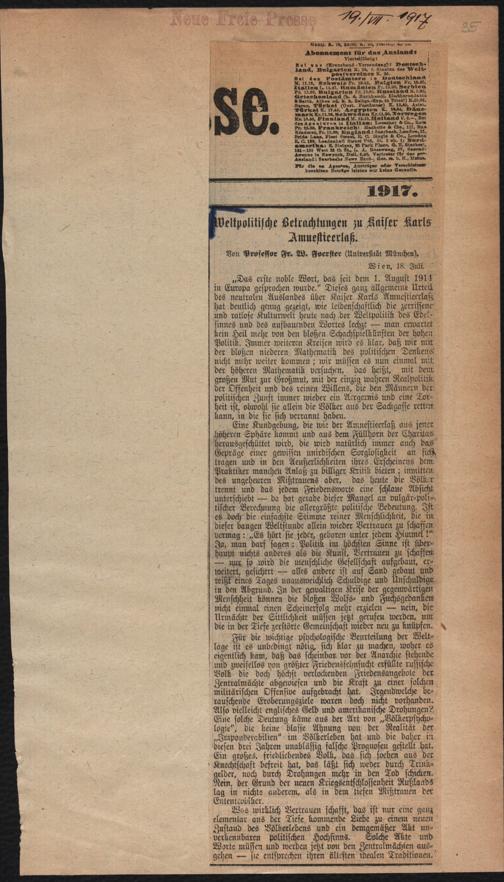 Neue Freie Presse
19./VII. 1917
35
Abonnement für das Ausland:
se.
1917.
Weltpolitische Betrachtungen zu Kaiser Karls
Amnestieerlaß.
Von Professor Fr. W. Foerster (Universität München).
Wien, 18. Juli.
„Das erste noble Wort, das seit dem 1. August 1914
in Europa gesprochen wurde.“ Dieses ganz allgemeine Urteil
des neutralen Auslandes über Kaiser Karls Amnestieerlaß
hat deutlich genug gezeigt, wie leidenschaftlich die zerrissene
und ratlose Kulturwelt heute nach der Weltpolitik des Edel-
sinnes und des aufbauenden Wortes lechzt — man erwartet
kein Heil mehr von den bloßen Schachspielkünsten der hohen
Politik. Immer weiteren Kreisen wird es klar, daß wir mit
der bloßen niederen Mathematik des politischen Denkens
nicht mehr weiter kommen; wir müssen es nun einmal mit
der höheren Mathematik versuchen, das heißt, mit dem
großen Mut zur Großmut, mit der einzig wahren Realpolitik
der Offenheit und des reinen Willens, die den Männern der
politischen Zunft immer ein Aergernis und eine Tor-
heit ist, obwohl sie allein die Völker aus der Sackgasse retten
kann, in die sie sich verrannt haben.
Eine Kundgebung, die wie der Amnestieerlaß aus jener
höheren Sphäre kommt und aus dem Füllhorn der Charitas
herausgeschüttet wird, die wird natürlich immer auch das
Gepräge einer gewissen unirdischen Sorglosigkeit an sich
tragen und in den Aeußerlichkeiten ihres Erscheinens dem
Praktiker manchen Anlaß zu billiger Kritik bieten; inmitten
des ungeheuren Mißtrauens aber, das heute die Völker
trennt und das jedem Friedensworte eine schlaue Absicht
unterschiebt — da hat gerade dieser Mangel an vulgär-poli-
tischer Berechnung die allergrößte politische Bedeutung. Ist
es doch die einfachste Stimme reiner Menschlichkeit, die in
dieser bangen Weltstunde allein wieder Vertrauen zu schaffen
vermag: „Es hört sie jeder, geboren unter jedem Himmel!“
Ja, man darf sagen: Politik im höchsten Sinne ist über-
haupt nichts anderes als die Kunst, Vertrauen zu schaffen
— nur so wird die menschliche Gesellschaft aufgebaut, er-
weitert, gesichert — alles andere ist auf Sand gebaut und
reißt eines Tages unausweichlich Schuldige und Unschuldige
in den Abgrund. In der gewaltigen Krise der gegenwärtigen
Menschheit können die bloßen Wolfs- und Fuchsgedanken
nicht einmal einen Scheinerfolg mehr erzielen — nein, die
Urmächte der Sittlichkeit müssen jetzt gerufen werden, um
die in der Tiefe zerstörte Gemeinschaft wieder neu zu knüpfen.
Für die wichtige psychologische Beurteilung der Welt-
lage ist es unbedingt nötig, sich klar zu machen, woher es
eigentlich kam, daß das scheinbar vor der Anarchie stehende
und zweifellos von größter Friedenssehnsucht erfüllte russische
Volk die doch höchst verlockenden Friedensangebote der
Zentralmächte abgewiesen und die Kraft zu einer solchen
militärischen Offensive aufgebracht hat. Irgendwelche be-
rauschende Eroberungsziele waren doch nicht vorhanden.
Also vielleicht englisches Geld und amerikanische Drohungen?
Eine solche Deutung käme aus der Art von „Völkerpsycho-
logie“, die keine blasse Ahnung von der Realität der
„Imponderabilien“ im Völkerleben hat und die daher in
diesen drei Jahren unablässig falsche Prognosen gestellt hat.
Ein großes, friedliebendes Volk, das sich soeben aus der
Knechtschaft befreit hat, das läßt sich weder durch Trink-
gelder, noch durch Drohungen mehr in den Tod schicken.
Nein, der Grund der neuen Kriegsentschlossenheit Rußlands
lag in nichts anderem, als in dem tiefen Mißtrauen der
Ententevölker.
Was wirklich Vertrauen schafft, das ist nur eine ganz
elementar aus der Tiefe kommende Liebe zu einem neuen
Zustand des Völkerlebens und ein demgemäßer Akt un-
verkennbaren politischen Hochsinns. Solche Akte und
Worte müssen und werden jetzt von den Zentralmächten aus-
gehen — sie entsprechen ihren ältesten idealen Traditionen.